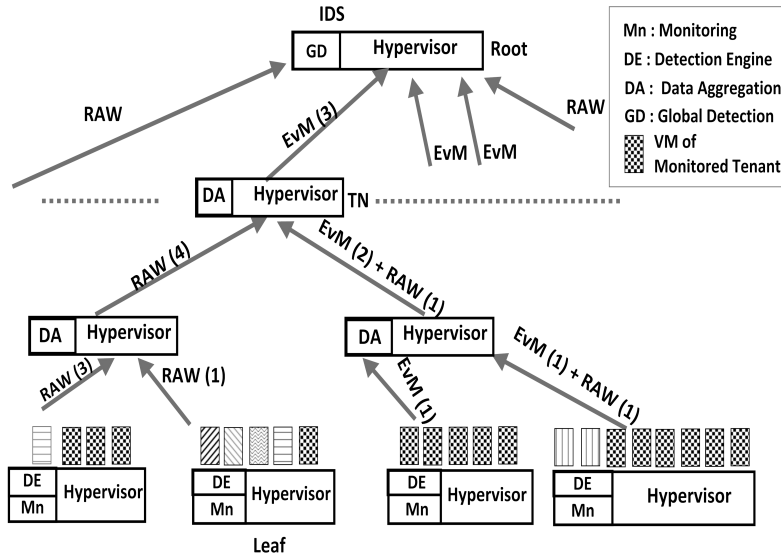 IDS
GD
Hypervisor
Root
Mn : Monitoring
DE : Detection Engine
DA : Data Aggregation
GD : Global Detection
VM of
Monitored Tenant
RAW
EvM (3)
EvM
EvM
RAW
DA
Hypervisor
TN
RAW (4)
EvM (2) + RAW (1)
DA
Hypervisor
DA
Hypervisor
RAW (3)
RAW (1)
EvM (1)
EvM (1) + RAW (1)
DE
Mn
Hypervisor
DE
Mn
Hypervisor
DE
Mn
Hypervisor
DE
Mn
Hypervisor
Leaf